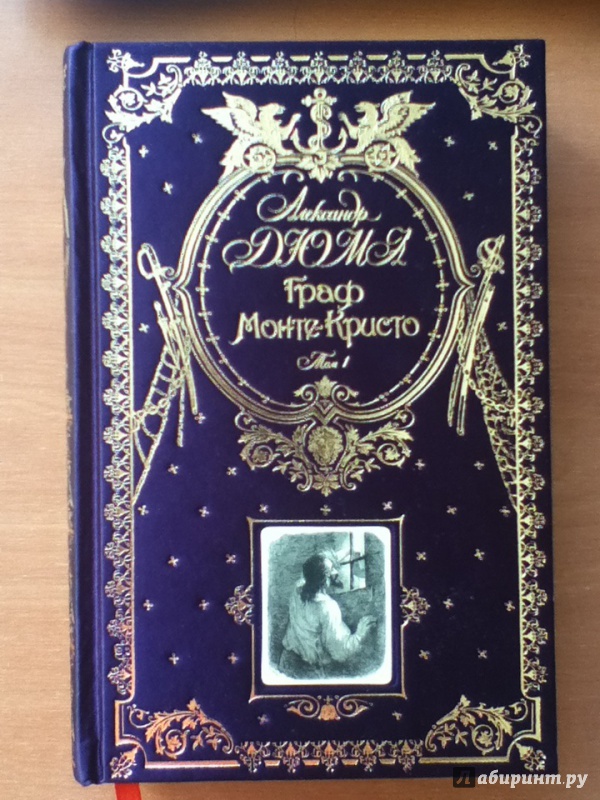 Александр
ДЮМА
Граф
Монте-Кристо
Том 1
Лабиринт.ру